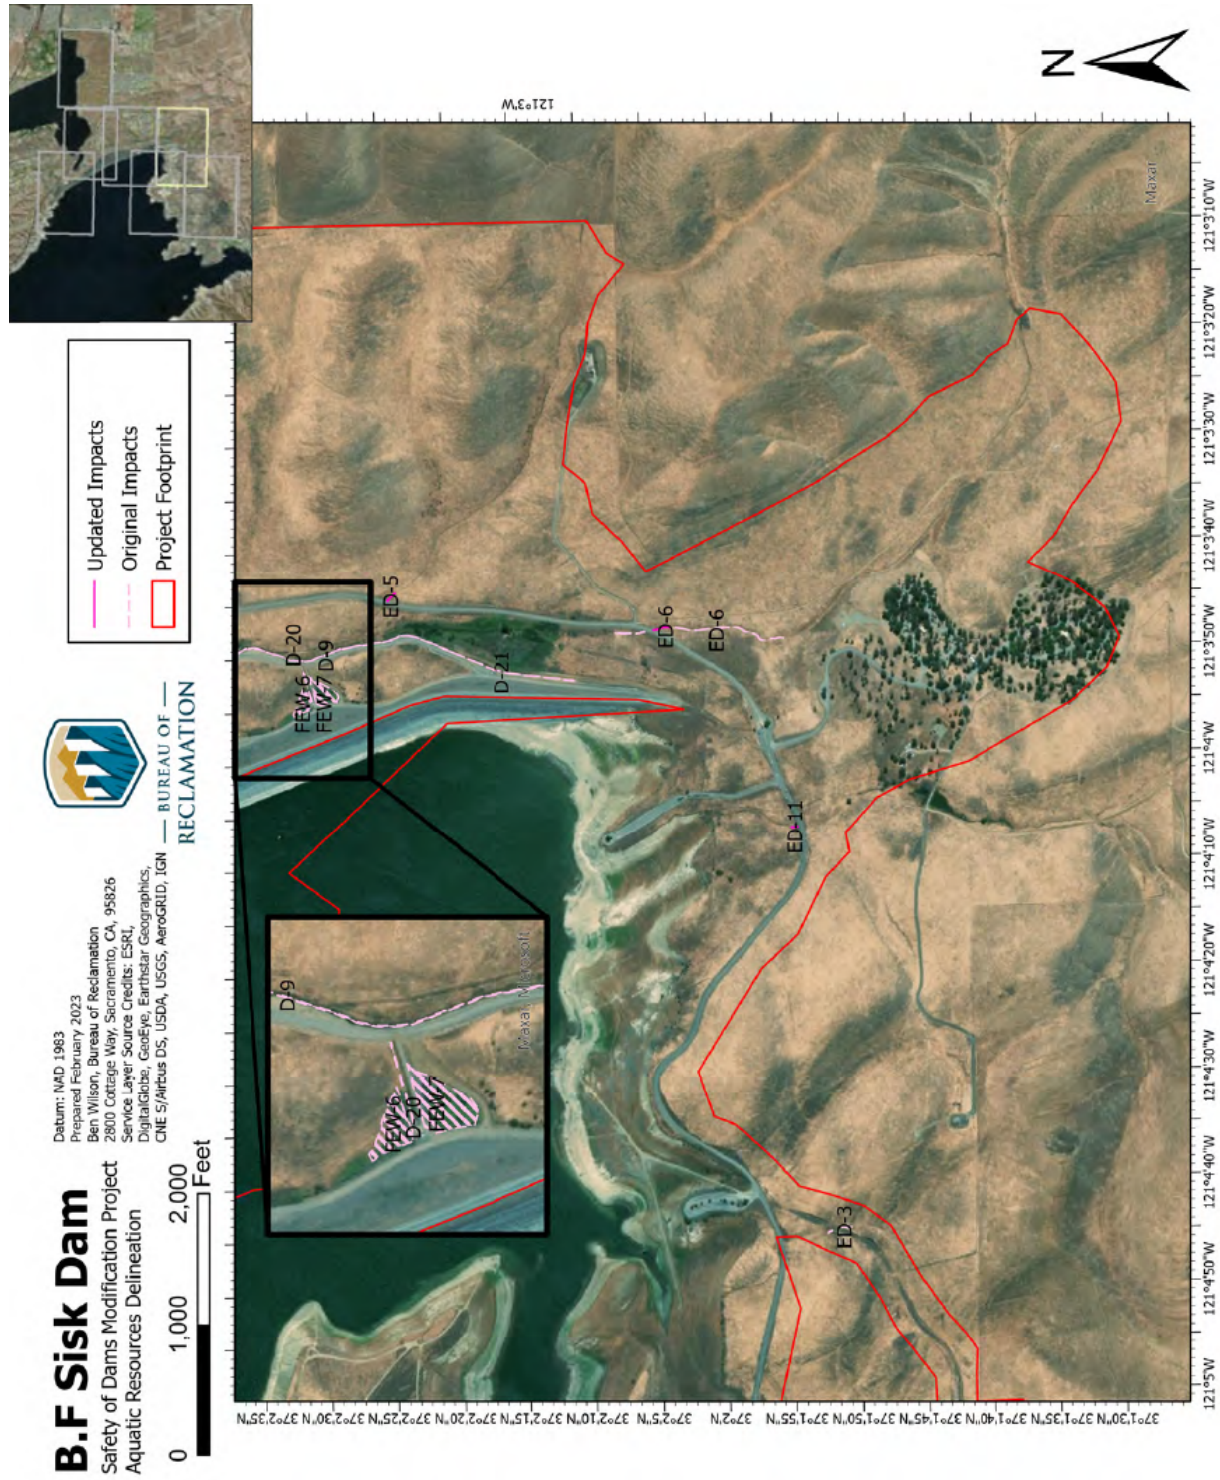 B.F Sisk Dam
Safety of Dams Modification Project
Aquatic Resources Delineation
0 1,000 2,000
Feet
Datum: NAD 1983
Prepared February 2023
Ben Wilson, Bureau of Reclamation
2800 Cottage Way, Sacramento, CA, 95826
Service Layer Source Credits: ESRI,
DigitalGlobe, GeoEye, Earthstar Geographics,
CNE S/Airbus DS, USDA, USGS, AeroGRID, IGN
BUREAU OF
RECLAMATION
Updated Impacts
Original Impacts
Project Footprint
N
121°3'W
D-9
FEW-6
D-20
FEW-7
Maxar, Microsoft
D-20
FEW-6
D-9
FEW-7
ED-5
D-21
ED-6
ED-6
ED-11
ED-3
Maxar
37°2'35"N
37°2'30"N
37°2'25"N
37°2'20"N
37°2'15"N
37°2'10"N
37°2'5"N
37°2'N
37°1'55"N
37°1'50"N
37°1'45"N
37°1'40"N
37°1'35"N
37°1'30"N
121°5'W
121°4'50"W
121°4'40"W
121°4'30"W
121°4'20"W
121°4'10"W
121°4'W
121°3'50"W
121°3'40"W
121°3'30"W
121°3'20"W
121°3'10"W